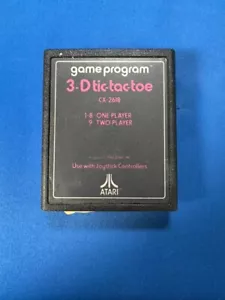 game program
3-D tic-tac-toe
CX-2618
1-8 ONE PLAYER
9 TWO PLAYER
Use with Joystick Controllers
ATARI